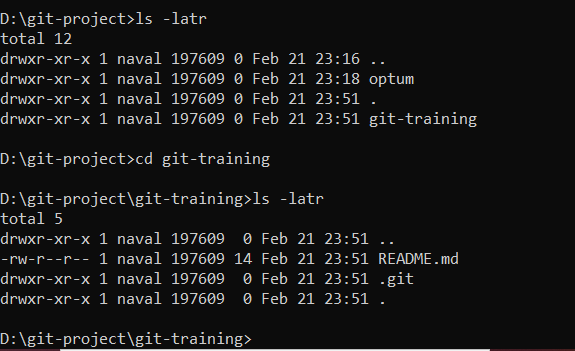 D:\git-project>ls -latr
total 12
drwxr-xr-x 1 naval 197609 0 Feb 21 23:16 ..
drwxr-xr-x 1 naval 197609 0 Feb 21 23:18 optum
drwxr-xr-x 1 naval 197609 0 Feb 21 23:51 .
drwxr-xr-x 1 naval 197609 0 Feb 21 23:51 git-training
D:\git-project>cd git-training
D:\git-project\git-training>ls -latr
total 5
drwxr-xr-x 1 naval 197609  0 Feb 21 23:51 ..
-rw-r--r-- 1 naval 197609 14 Feb 21 23:51 README.md
drwxr-xr-x 1 naval 197609  0 Feb 21 23:51 .git
drwxr-xr-x 1 naval 197609  0 Feb 21 23:51 .
D:\git-project\git-training>